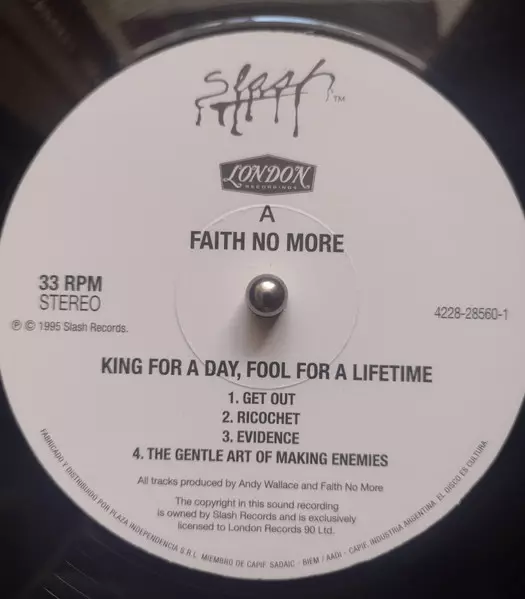 Slash
TM
LONDON
RECORDINGS
A
FAITH NO MORE
33 RPM
STEREO
℗ © 1995 Slash Records.
4228-28560-1
KING FOR A DAY, FOOL FOR A LIFETIME
1. GET OUT
2. RICOCHET
3. EVIDENCE
4. THE GENTLE ART OF MAKING ENEMIES
All tracks produced by Andy Wallace and Faith No More
The copyright in this sound recording
is owned by Slash Records and is exclusively
licensed to London Records 90 Ltd.
FABRICADO Y DISTRIBUIDO POR PLAZA INDEPENDENCIA S.R.L. MIEMBRO DE CAPIF. SADAIC - BIEM / AADI - CAPIF. INDUSTRIA ARGENTINA. EL DISCO ES CULTURA.